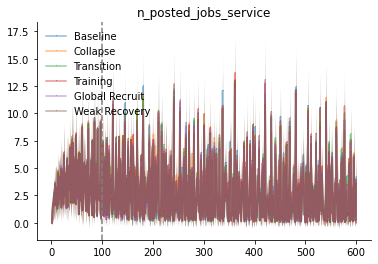 n_posted_jobs_service
17.5
15.0
12.5
10.0
7.5
5.0
2.5
0.0
Baseline
Collapse
Transition
Training
Global Recruit
Weak Recovery
0 100 200 300 400 500 600